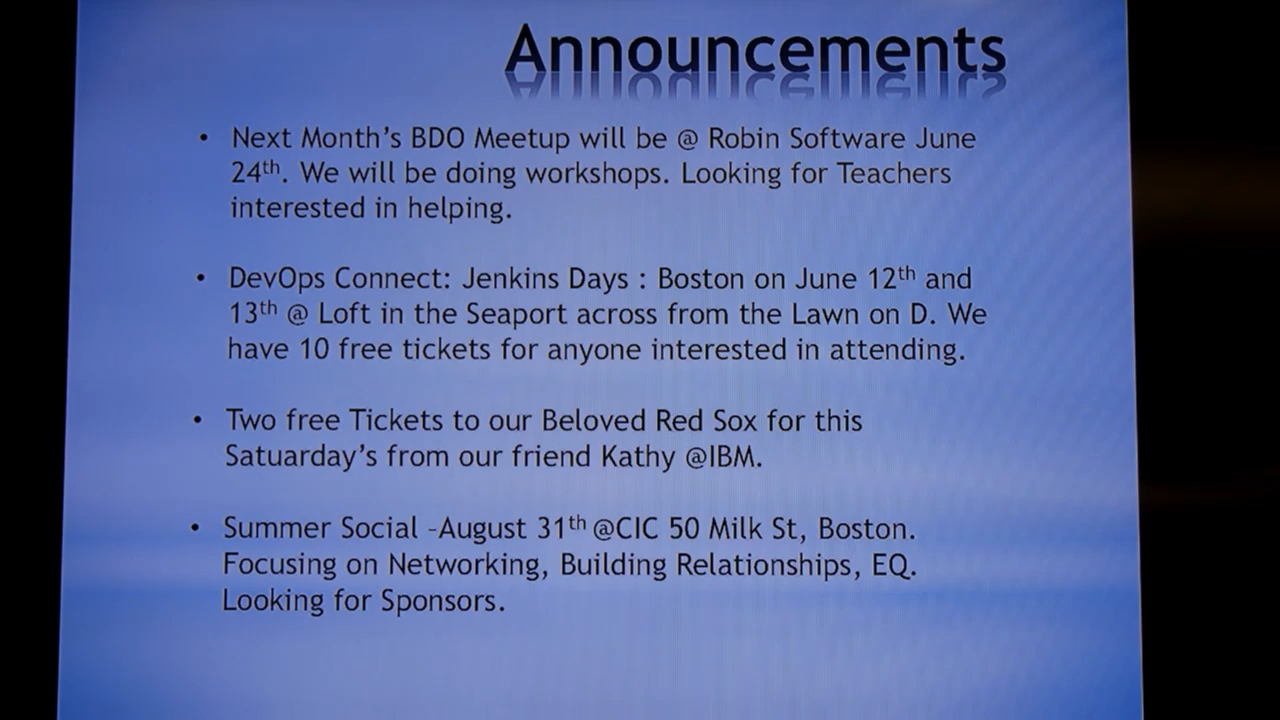 Announcements
• Next Month's BDO Meetup will be @ Robin Software June
24th. We will be doing workshops. Looking for Teachers
interested in helping.
• DevOps Connect: Jenkins Days : Boston on June 12th and
13th @ Loft in the Seaport across from the Lawn on D. We
have 10 free tickets for anyone interested in attending.
• Two free Tickets to our Beloved Red Sox for this
Satuarday's from our friend Kathy @IBM.
• Summer Social –August 31th @CIC 50 Milk St, Boston.
Focusing on Networking, Building Relationships, EQ.
Looking for Sponsors.